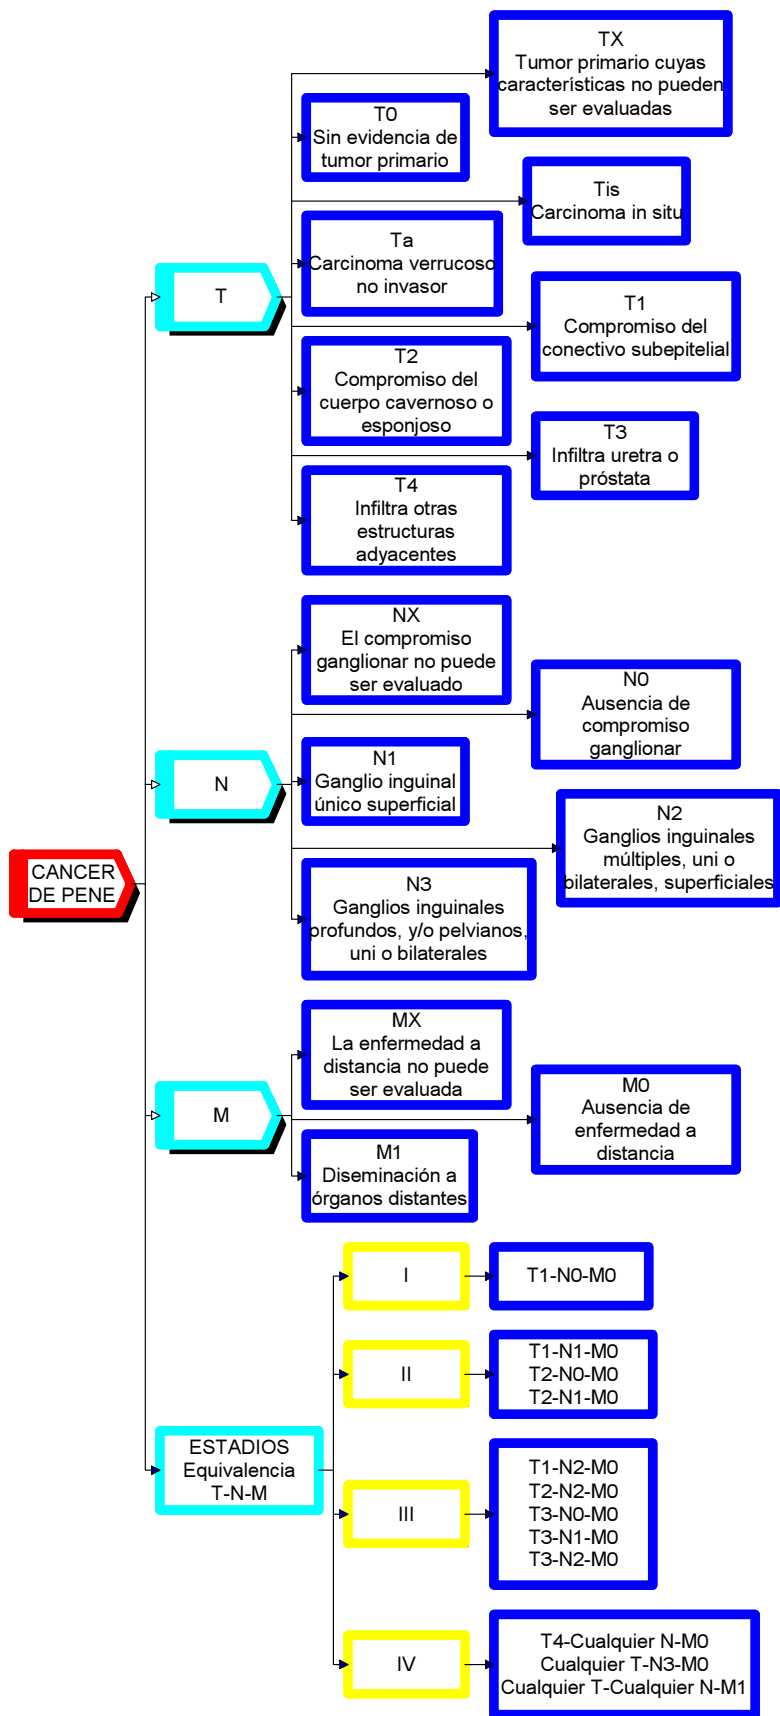 TX
Tumor primario cuyas
características no pueden
ser evaluadas
T0
Sin evidencia de
tumor primario
Tis
Carcinoma in situ
Ta
Carcinoma verrucoso
no invasor
T
T1
Compromiso del
conectivo subepitelial
T2
Compromiso del
cuerpo cavernoso o
esponjoso
T3
Infiltra uretra o
próstata
T4
Infiltra otras
estructuras
adyacentes
NX
El compromiso
ganglionar no puede
ser evaluado
N0
Ausencia de
compromiso
ganglionar
N
N1
Ganglio inguinal
único superficial
N2
Ganglios inguinales
múltiples, uni o
bilaterales, superficiales
CANCER
DE PENE
N3
Ganglios inguinales
profundos, y/o pelvianos,
uni o bilaterales
MX
La enfermedad a
distancia no puede
ser evaluada
M
M0
Ausencia de
enfermedad a
distancia
M1
Diseminación a
órganos distantes
I
T1-N0-M0
II
T1-N1-M0
T2-N0-M0
T2-N1-M0
ESTADIOS
Equivalencia
T-N-M
III
T1-N2-M0
T2-N2-M0
T3-N0-M0
T3-N1-M0
T3-N2-M0
IV
T4-Cualquier N-M0
Cualquier T-N3-M0
Cualquier T-Cualquier N-M1